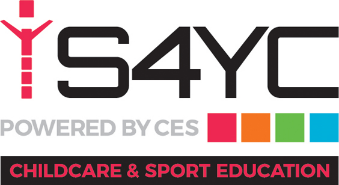 S4YC
POWERED BY CES
CHILDCARE & SPORT EDUCATION